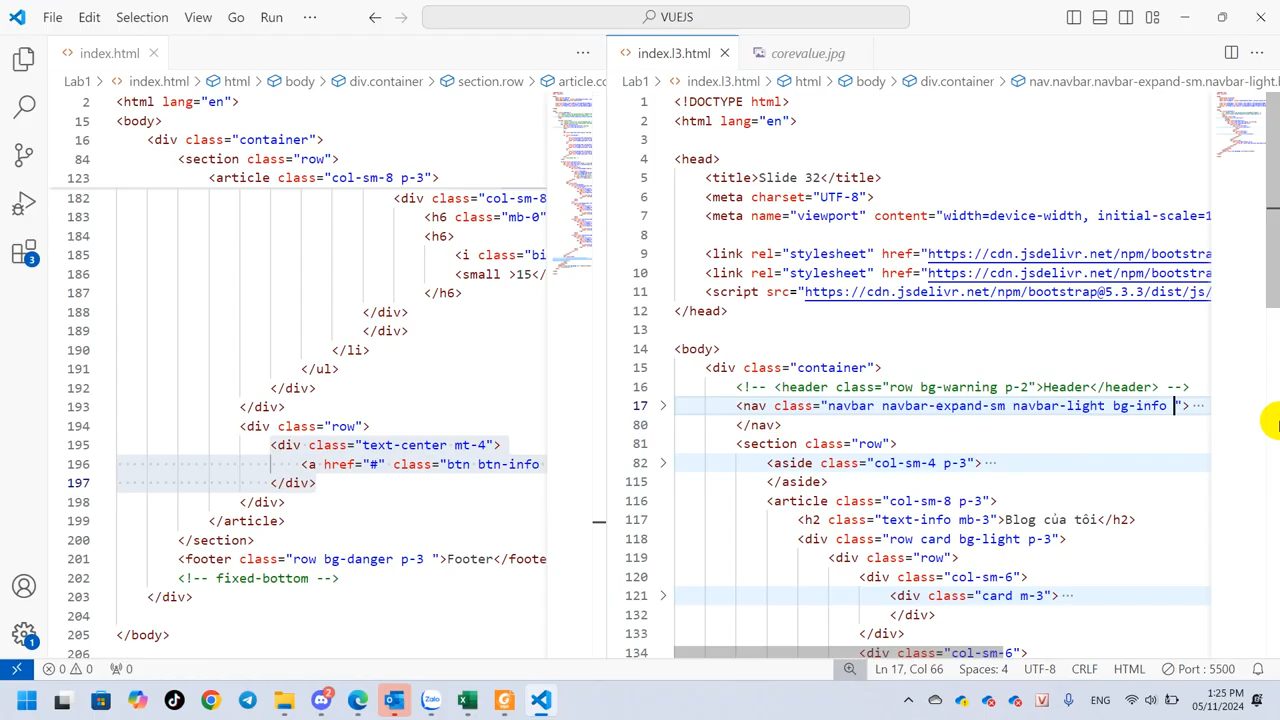 File Edit Selection View Go Run ··· VUEJS
index.html
index.l3.html corevalue.jpg
Lab1 > index.html > html > body > div.container > section.row > article.co
Lab1 > index.l3.html > html > body > div.container > nav.navbar.navbar-expand-sm.navbar-light.
2 <html lang="en">
15 <body>
16 <div class="container">
84 <section class="row">
123 <article class="col-sm-8 p-3">
182 <div class="col-sm-8
183 <h6 class="mb-0"
184 <h6>
185 <i class="bi
186 <small >15</
187 </h6>
188 </div>
189 </div>
190 </li>
191 </ul>
192 </div>
193 </div>
194 <div class="row">
195 <div class="text-center mt-4">
196 <a href="#" class="btn btn-info
197 </div>
198 </div>
199 </article>
200 </section>
201 <footer class="row bg-danger p-3 ">Footer</foote
202 <!-- fixed-bottom -->
203 </div>
204
205 </body>
206
1 <!DOCTYPE html>
2 <html lang="en">
3
4 <head>
5 <title>Slide 32</title>
6 <meta charset="UTF-8">
7 <meta name="viewport" content="width=device-width, initial-scale=1
8
9 <link rel="stylesheet" href="https://cdn.jsdelivr.net/npm/bootstra
10 <link rel="stylesheet" href="https://cdn.jsdelivr.net/npm/bootstra
11 <script src="https://cdn.jsdelivr.net/npm/bootstrap@5.3.3/dist/js/
12 </head>
13
14 <body>
15 <div class="container">
16 <!-- <header class="row bg-warning p-2">Header</header> -->
17 <nav class="navbar navbar-expand-sm navbar-light bg-info ">···
80 </nav>
81 <section class="row">
82 <aside class="col-sm-4 p-3">···
115 </aside>
116 <article class="col-sm-8 p-3">
117 <h2 class="text-info mb-3">Blog của tôi</h2>
118 <div class="row card bg-light p-3">
119 <div class="row">
120 <div class="col-sm-6">
121 <div class="card m-3">···
132 </div>
133 </div>
134 <div class="col-sm-6">
3
1
0 0 0 Ln 17, Col 66 Spaces: 4 UTF-8 CRLF HTML Port : 5500
2 ENG 1:25 PM
05/11/2024